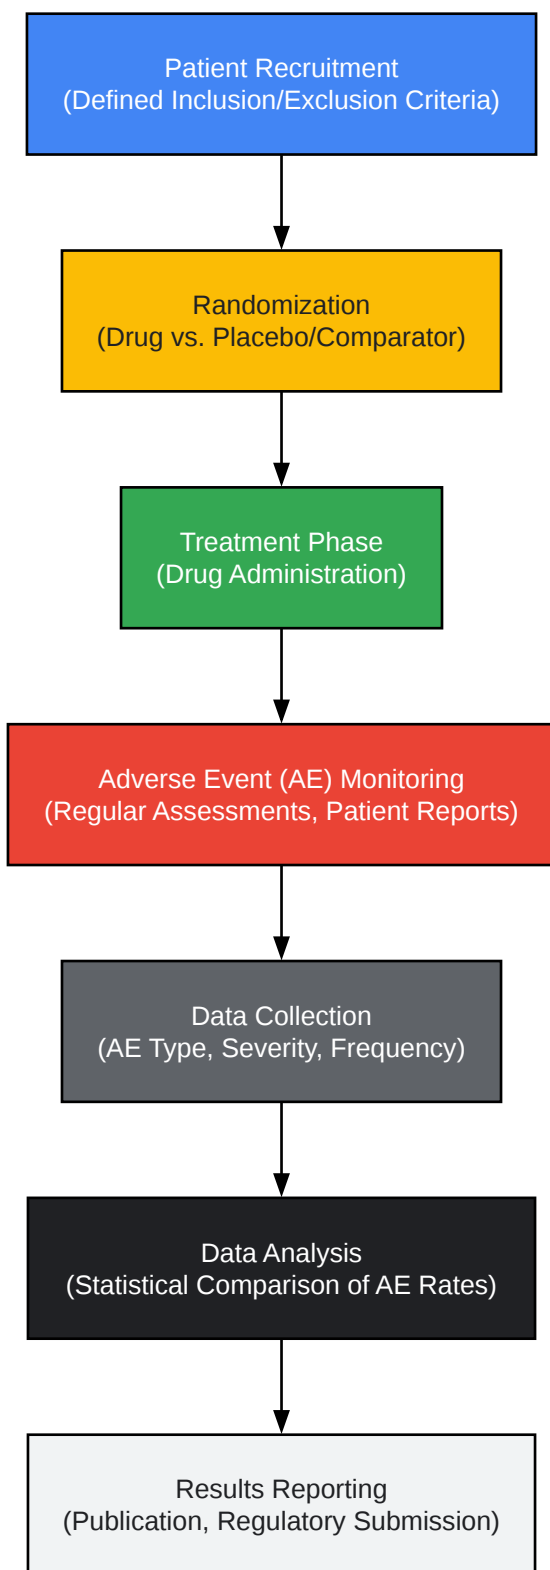 Patient Recruitment
(Defined Inclusion/Exclusion Criteria)
Randomization
(Drug vs. Placebo/Comparator)
Treatment Phase
(Drug Administration)
Adverse Event (AE) Monitoring
(Regular Assessments, Patient Reports)
Data Collection
(AE Type, Severity, Frequency)
Data Analysis
(Statistical Comparison of AE Rates)
Results Reporting
(Publication, Regulatory Submission)